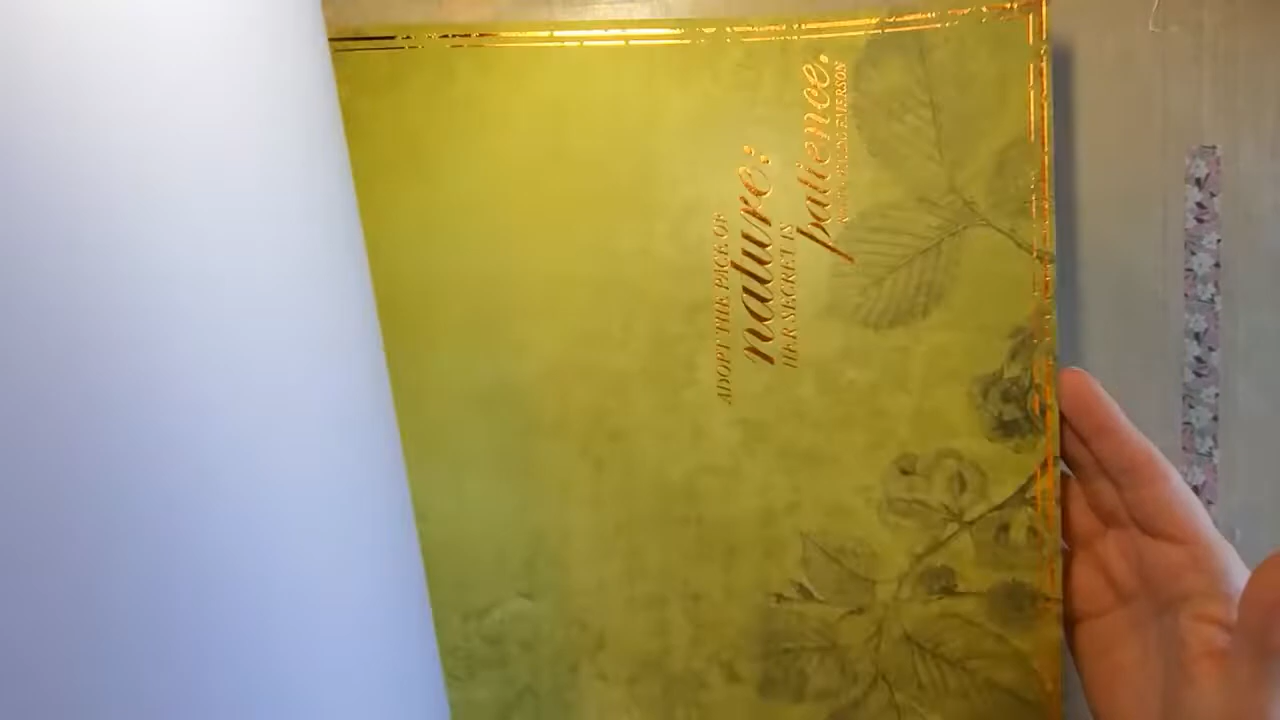 ADOPT THE PACE OF
nature:
HER SECRET IS
patience.
EMERSON